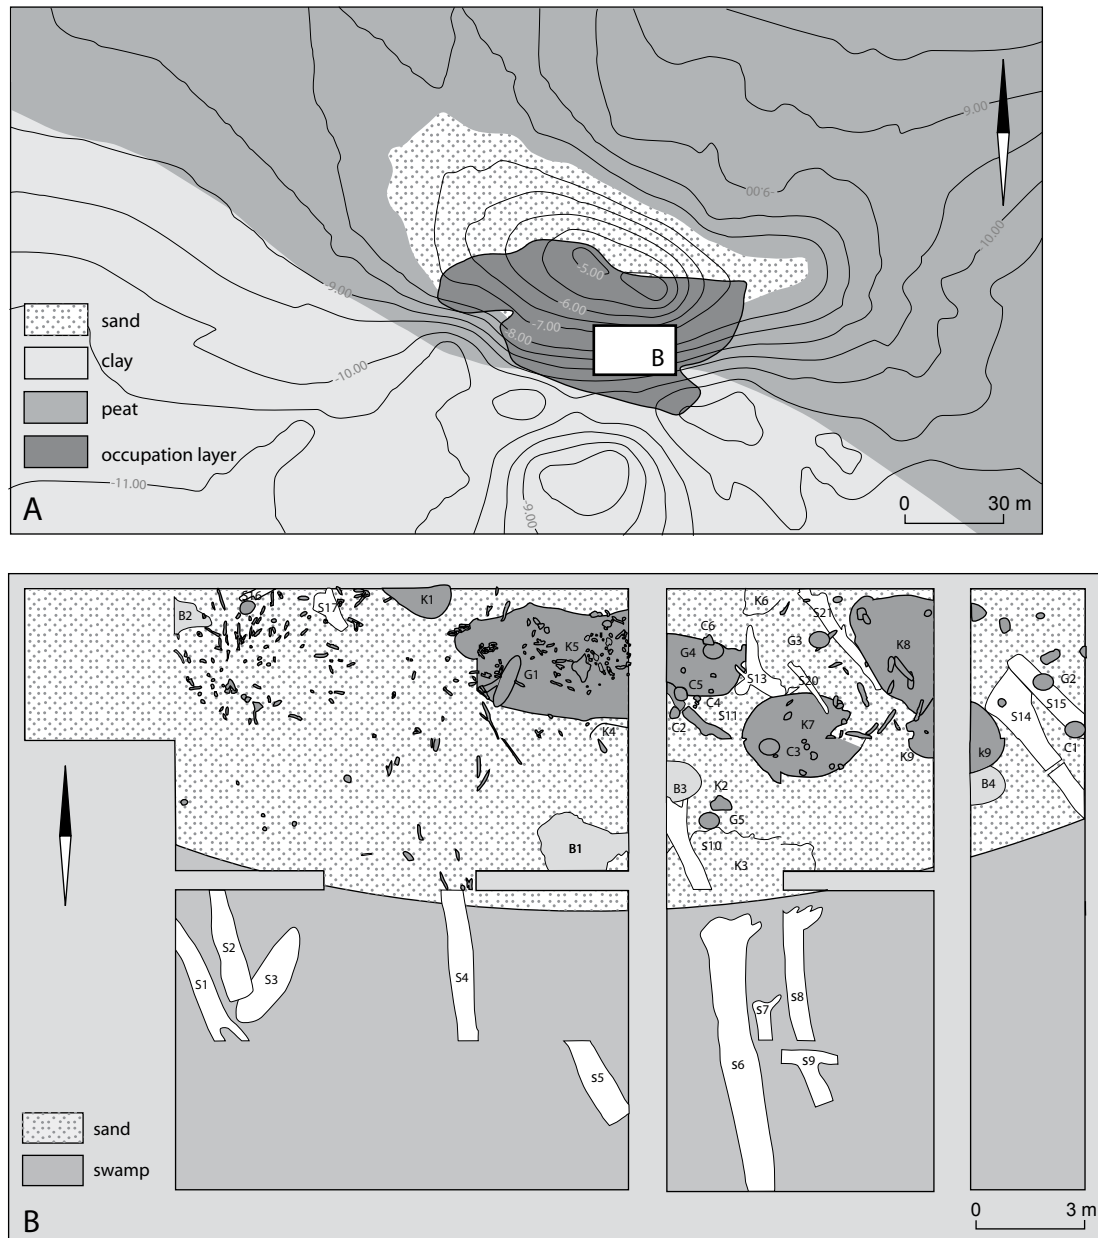 9.00
-9.00
-10.00
-5.00
-9.00
-6.00
-7.00
-8.00
B
-10.00
-11.00
-9.00
sand
clay
peat
occupation layer
A
0 30 m
B2
S16
S17
K1
K5
G1
K4
B1
S1
S2
S3
S4
S5
K6
S21
C6
G3
G4
K8
C5
S13
S20
C4
S11
C2
K7
C3
K9
B3
K2
G5
S10
K3
S6
S7
S8
S9
G2
S15
S14
C1
k9
B4
sand
swamp
B
0 3 m